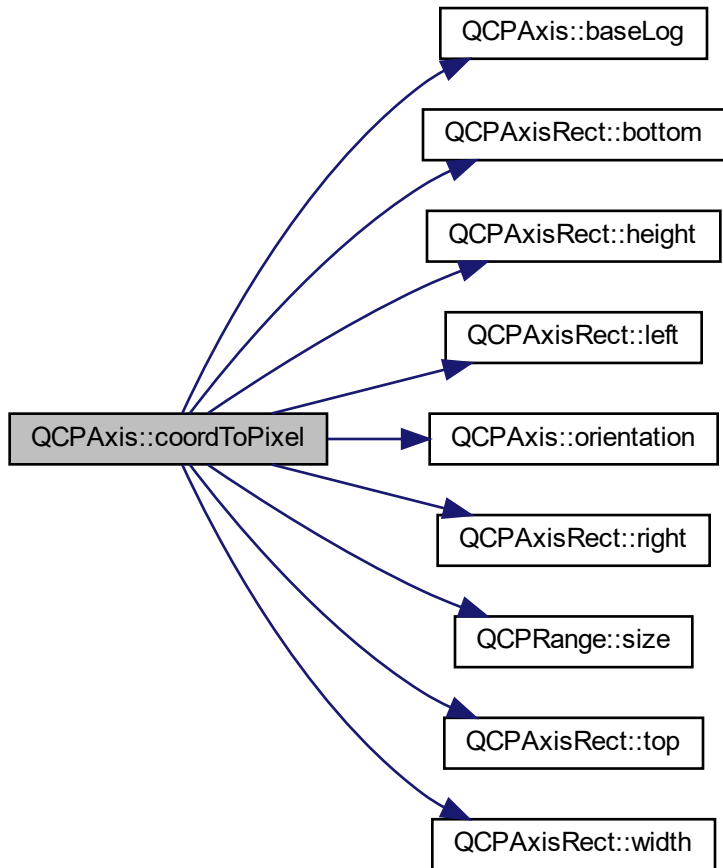 QCPAxis::baseLog
QCPAxisRect::bottom
QCPAxisRect::height
QCPAxisRect::left
QCPAxis::coordToPixel
QCPAxis::orientation
QCPAxisRect::right
QCPRange::size
QCPAxisRect::top
QCPAxisRect::width